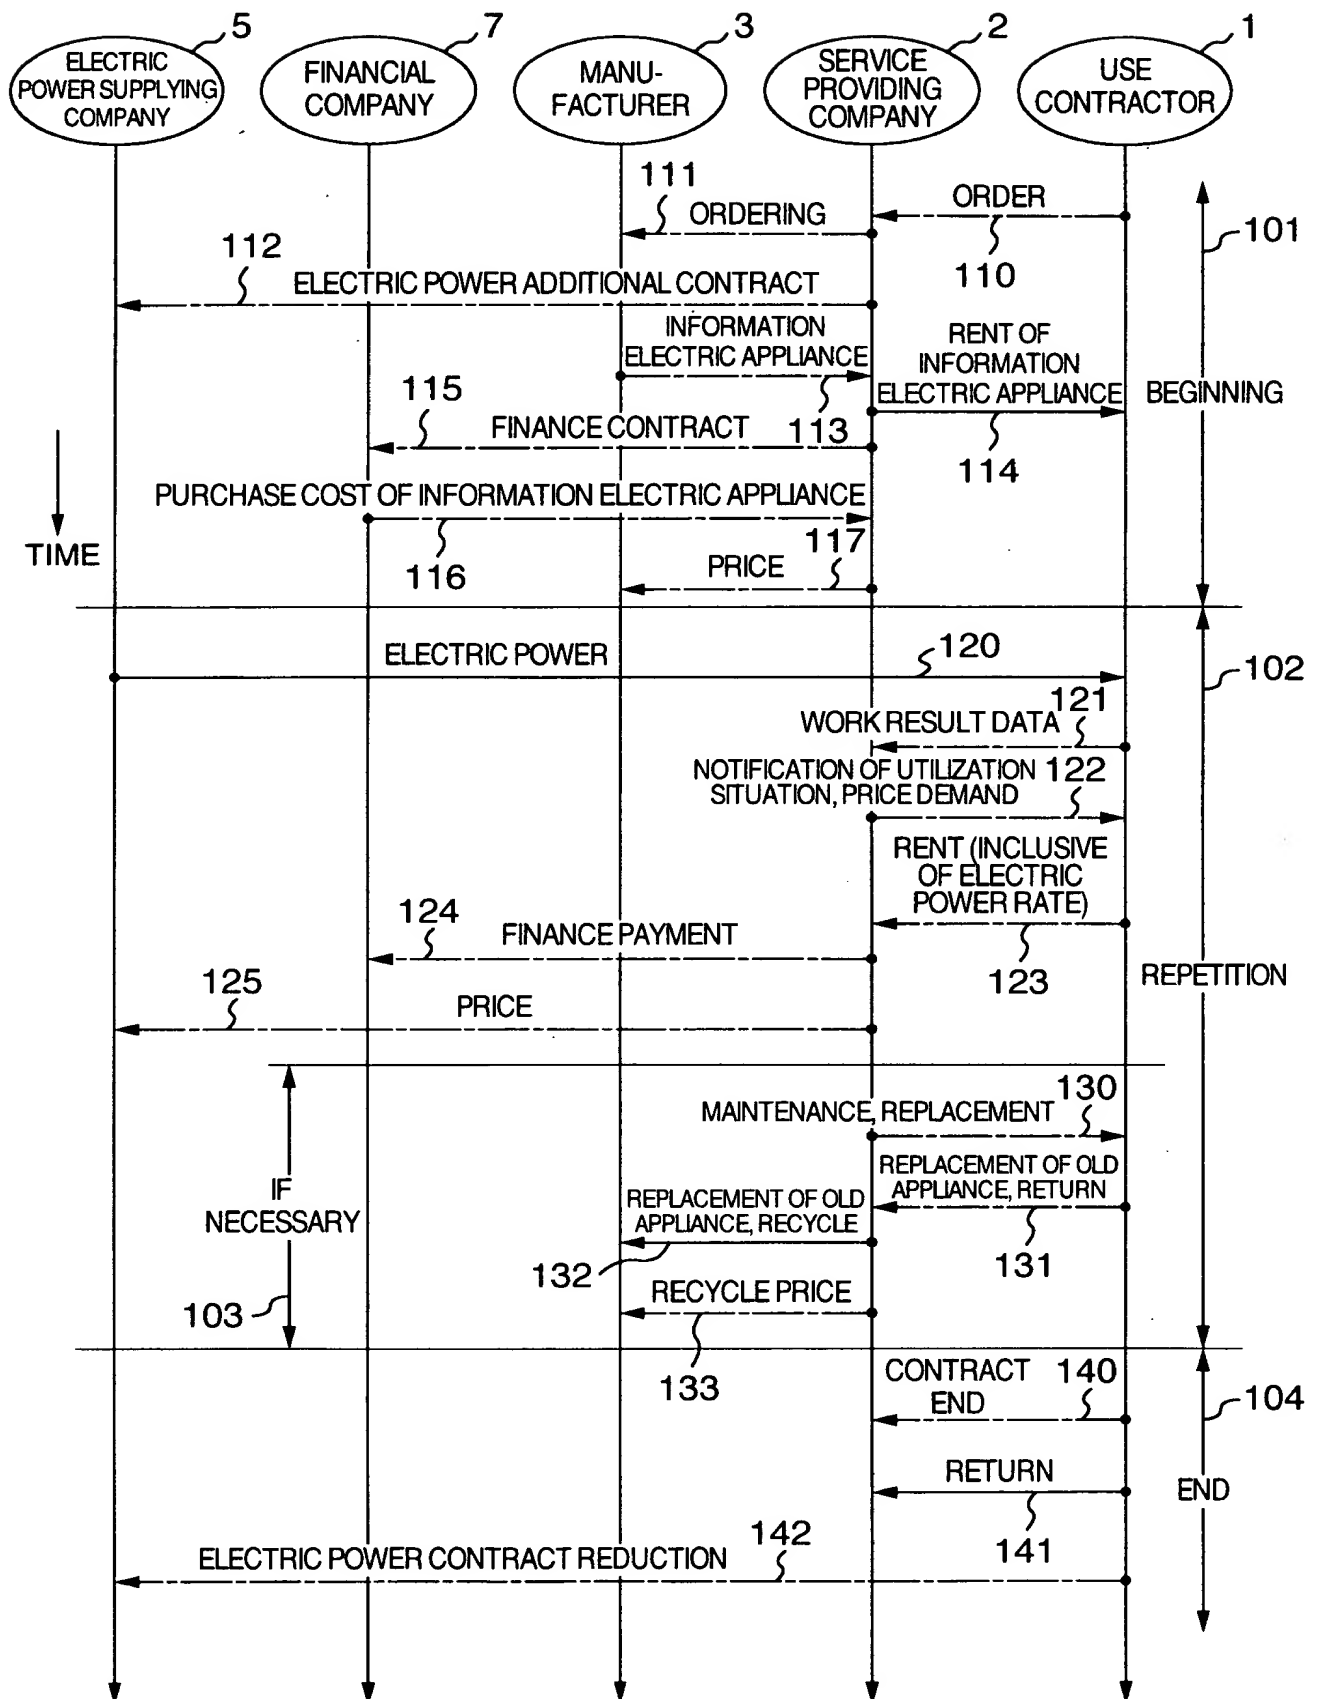 5
7
3
2
1
ELECTRIC
POWER SUPPLYING
COMPANY
FINANCIAL
COMPANY
MANU-
FACTURER
SERVICE
PROVIDING
COMPANY
USE
CONTRACTOR
111
ORDERING
ORDER
110
101
112
ELECTRIC POWER ADDITIONAL CONTRACT
INFORMATION
ELECTRIC APPLIANCE
113
RENT OF
INFORMATION
ELECTRIC APPLIANCE
114
BEGINNING
115
FINANCE CONTRACT
TIME
PURCHASE COST OF INFORMATION ELECTRIC APPLIANCE
116
117
PRICE
ELECTRIC POWER
120
102
121
WORK RESULT DATA
NOTIFICATION OF UTILIZATION
SITUATION, PRICE DEMAND
122
RENT (INCLUSIVE
OF ELECTRIC
POWER RATE)
123
124
FINANCE PAYMENT
REPETITION
125
PRICE
130
MAINTENANCE, REPLACEMENT
IF
NECESSARY
103
REPLACEMENT OF OLD
APPLIANCE, RETURN
131
REPLACEMENT OF OLD
APPLIANCE, RECYCLE
132
RECYCLE PRICE
133
CONTRACT
END
140
104
RETURN
141
END
142
ELECTRIC POWER CONTRACT REDUCTION